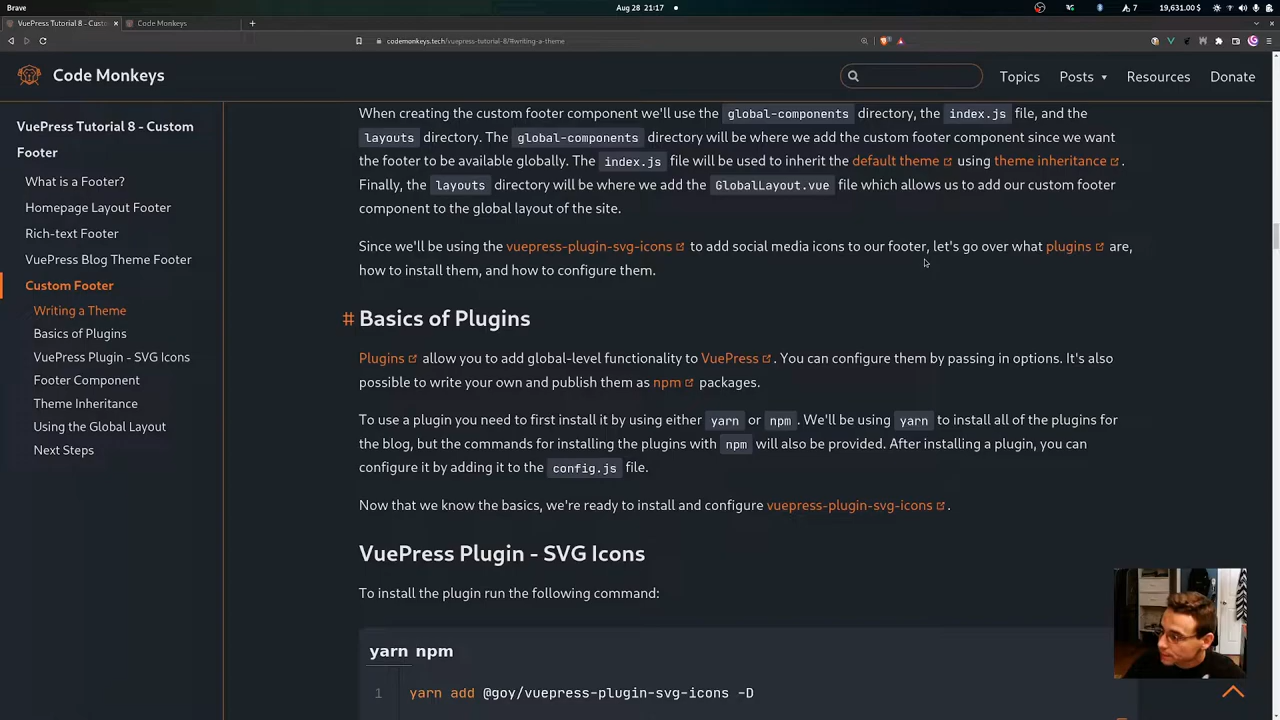 Brave
Aug 28 21:17
7
19,631.00 $
VuePress Tutorial 8 - Custo
Code Monkeys
codemonkeys.tech/vuepress-tutorial-8/#writing-a-theme
Code Monkeys
Topics
Posts
Resources
Donate
VuePress Tutorial 8 - Custom
Footer
What is a Footer?
Homepage Layout Footer
Rich-text Footer
VuePress Blog Theme Footer
Custom Footer
Writing a Theme
Basics of Plugins
VuePress Plugin - SVG Icons
Footer Component
Theme Inheritance
Using the Global Layout
Next Steps
When creating the custom footer component we'll use the global-components directory, the index.js file, and the
layouts directory. The global-components directory will be where we add the custom footer component since we want
the footer to be available globally. The index.js file will be used to inherit the default theme using theme inheritance .
Finally, the layouts directory will be where we add the GlobalLayout.vue file which allows us to add our custom footer
component to the global layout of the site.
Since we'll be using the vuepress-plugin-svg-icons to add social media icons to our footer, let's go over what plugins are,
how to install them, and how to configure them.
# Basics of Plugins
Plugins allow you to add global-level functionality to VuePress . You can configure them by passing in options. It's also
possible to write your own and publish them as npm packages.
To use a plugin you need to first install it by using either yarn or npm. We'll be using yarn to install all of the plugins for
the blog, but the commands for installing the plugins with npm will also be provided. After installing a plugin, you can
configure it by adding it to the config.js file.
Now that we know the basics, we're ready to install and configure vuepress-plugin-svg-icons .
VuePress Plugin - SVG Icons
To install the plugin run the following command:
yarn npm
1 yarn add @goy/vuepress-plugin-svg-icons -D